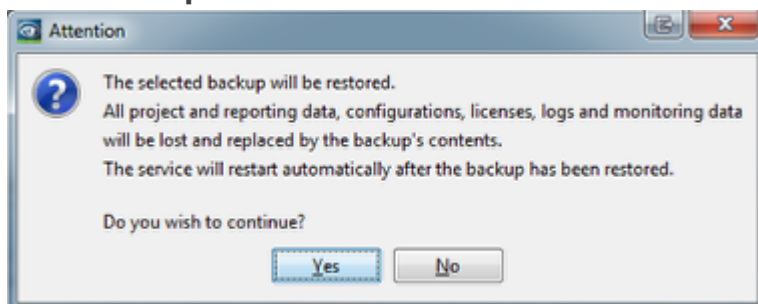 Attention
The selected backup will be restored.
All project and reporting data, configurations, licenses, logs and monitoring data
will be lost and replaced by the backup's contents.
The service will restart automatically after the backup has been restored.
Do you wish to continue?
Yes
No